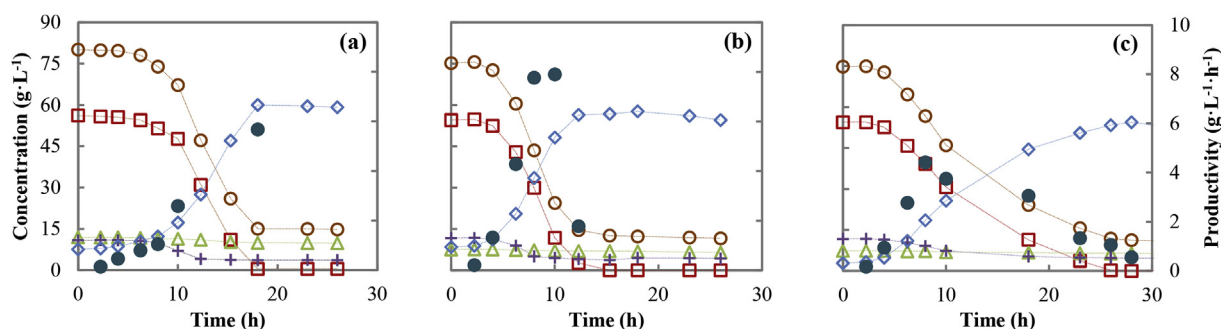 90
75
60
45
30
15
0
Concentration (g·L⁻¹)
(a)
0 10 20 30
Time (h)
(b)
0 10 20 30
Time (h)
(c)
0 10 20 30
Time (h)
10
8
6
4
2
0
Productivity (g·L⁻¹·h⁻¹)